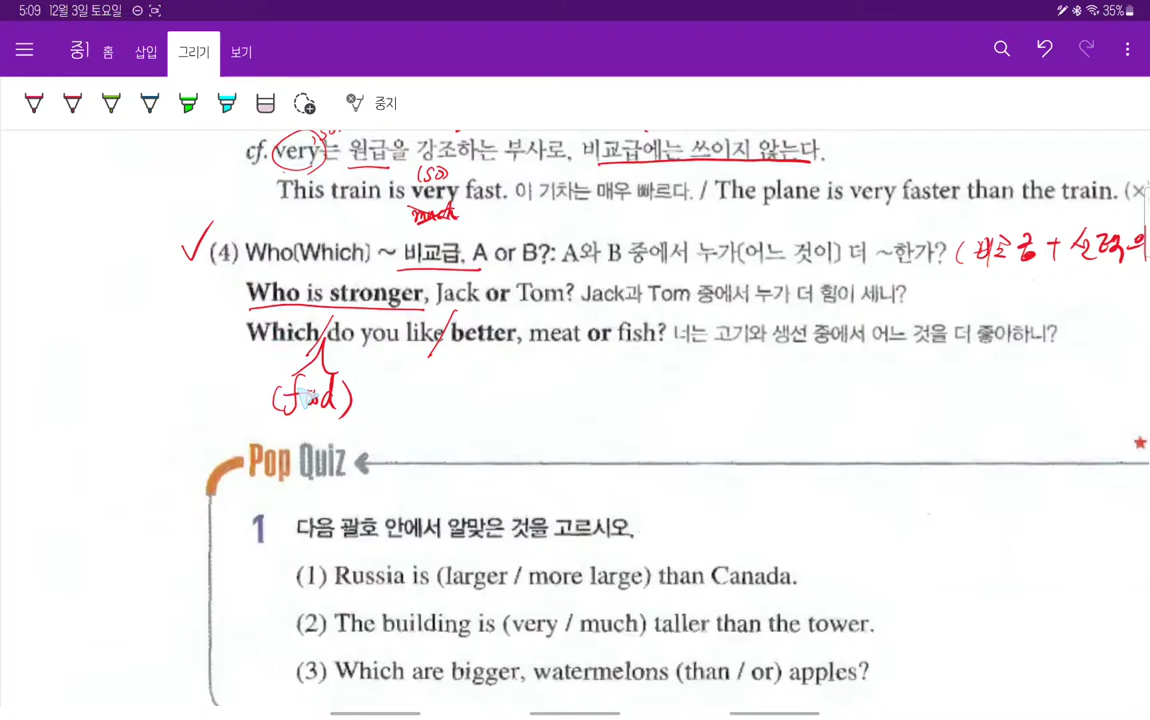 5:09 12월 3일 토요일 35%
중1 홈 삽입 그리기 보기
중지
cf. very는 원급을 강조하는 부사로, 비교급에는 쓰이지 않는다.
(so)
This train is very fast. 이 기차는 매우 빠르다. / The plane is very faster than the train. (×
much
(4) Who(Which) ~ 비교급, A or B?: A와 B 중에서 누가(어느 것이) 더 ~한가? (비교급 + 선택의
Who is stronger, Jack or Tom? Jack과 Tom 중에서 누가 더 힘이 세니?
Which do you like better, meat or fish? 너는 고기와 생선 중에서 어느 것을 더 좋아하니?
(food)
Pop Quiz
1 다음 괄호 안에서 알맞은 것을 고르시오.
(1) Russia is (larger / more large) than Canada.
(2) The building is (very / much) taller than the tower.
(3) Which are bigger, watermelons (than / or) apples?